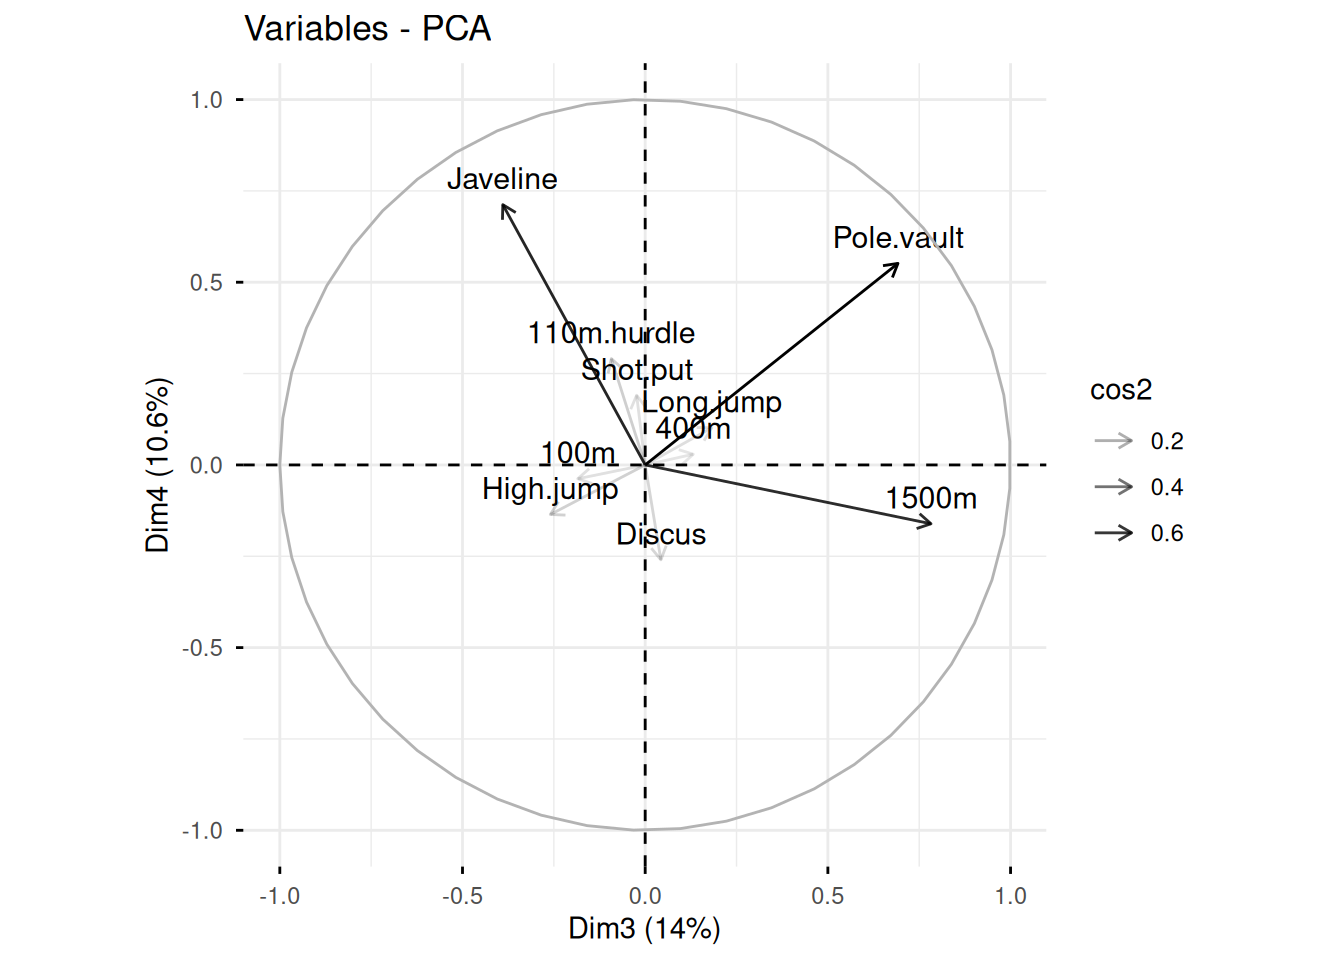 Variables - PCA
1.0
0.5
0.0
-0.5
-1.0
Dim4 (10.6%)
Javeline
Pole.vault
110m.hurdle
Shot.put
Long.jump
400m
100m
High.jump
1500m
Discus
-1.0
-0.5
0.0
0.5
1.0
Dim3 (14%)
cos2
0.2
0.4
0.6